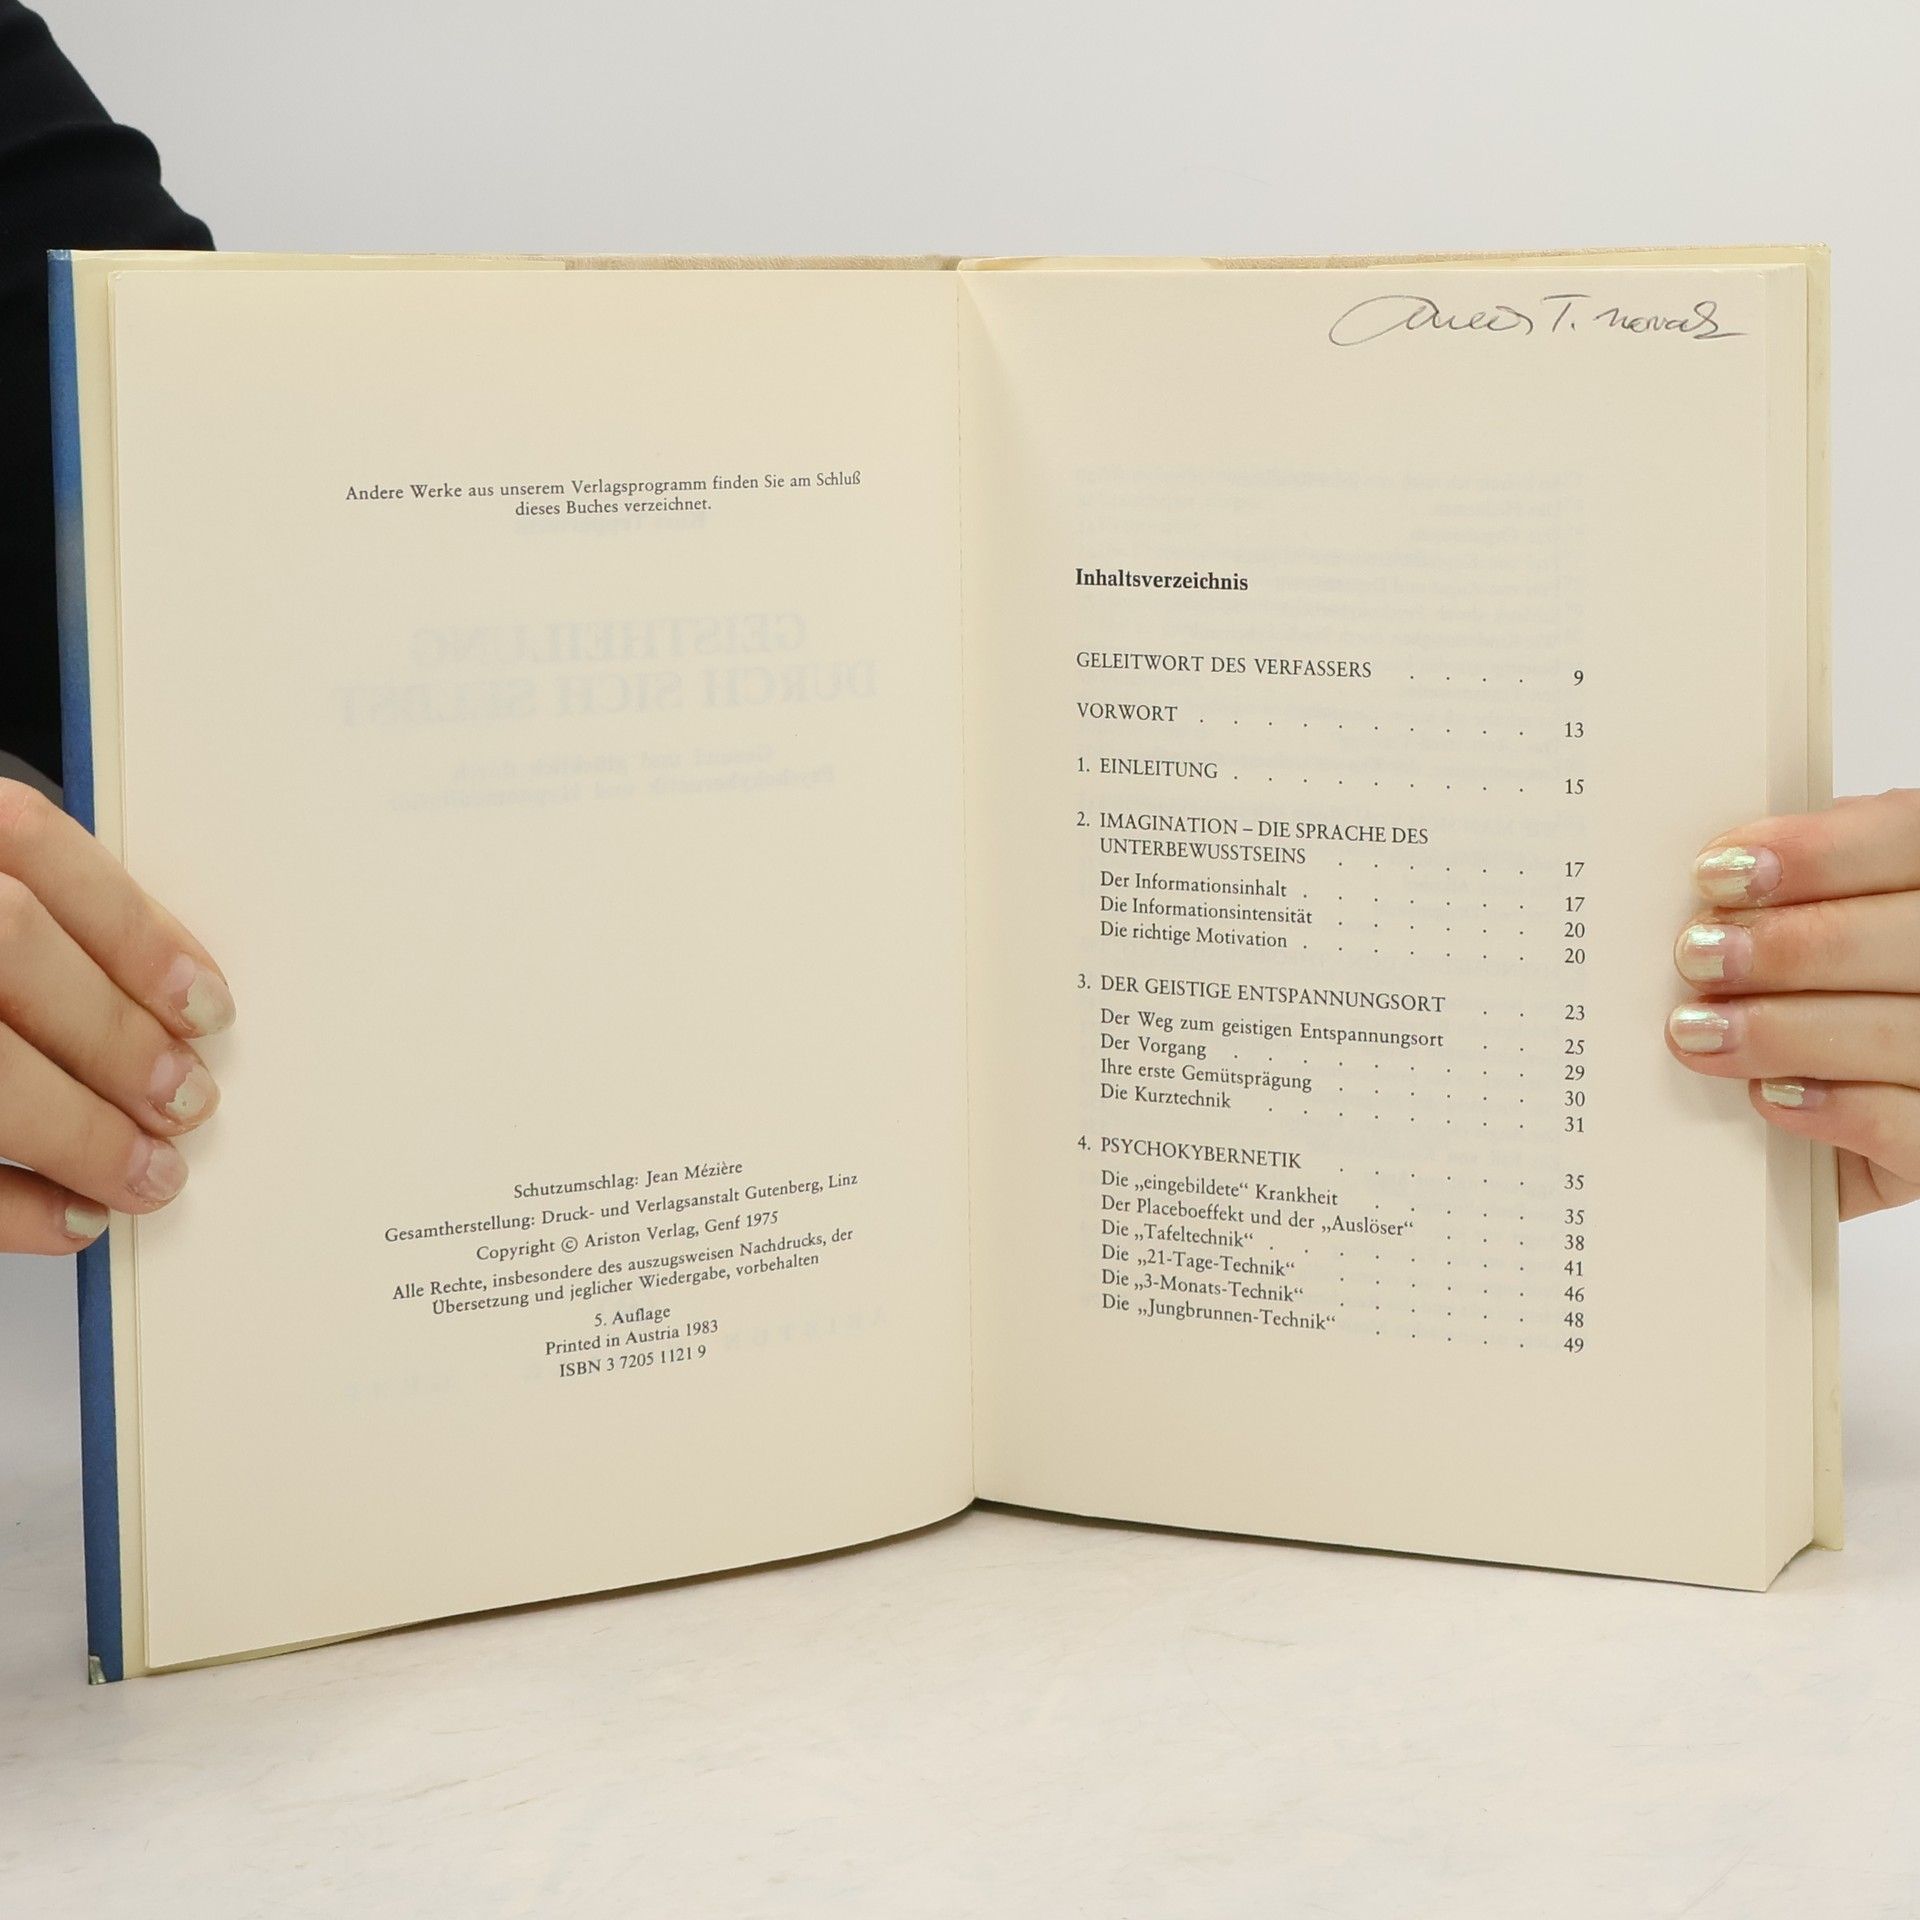 Andere Werke aus unserem Verlagsprogramm finden Sie am Schluß
dieses Buches verzeichnet.
Schutzumschlag: Jean Mézière
Gesamtherstellung: Druck- und Verlagsanstalt Gutenberg, Linz
Copyright © Ariston Verlag, Genf 1975
Alle Rechte, insbesondere des auszugsweisen Nachdrucks, der
Übersetzung und jeglicher Wiedergabe, vorbehalten
5. Auflage
Printed in Austria 1983
ISBN 3 7205 1121 9
T. Novak
Inhaltsverzeichnis
GELEITWORT DES VERFASSERS . . . . 9
VORWORT . . . . . . . . . . 13
1. EINLEITUNG . . . . . . . . . 15
2. IMAGINATION – DIE SPRACHE DES
UNTERBEWUSSTSEINS . . . . . . 17
Der Informationsinhalt . . . . . . . 17
Die Informationsintensität . . . . . . 20
Die richtige Motivation . . . . . . . 20
3. DER GEISTIGE ENTSPANNUNGSORT . . 23
Der Weg zum geistigen Entspannungsort . . 25
Der Vorgang . . . . . . . . . 29
Ihre erste Gemütsprägung . . . . . . 30
Die Kurztechnik . . . . . . . . 31
4. PSYCHOKYBERNETIK . . . . . . 35
Die „eingebildete“ Krankheit . . . . . 35
Der Placeboeffekt und der „Auslöser“ . . . 38
Die „Tafeltechnik“ . . . . . . . . 41
Die „21-Tage-Technik“ . . . . . . 46
Die „3-Monats-Technik“ . . . . . . 48
Die „Jungbrunnen-Technik“ . . . . . 49